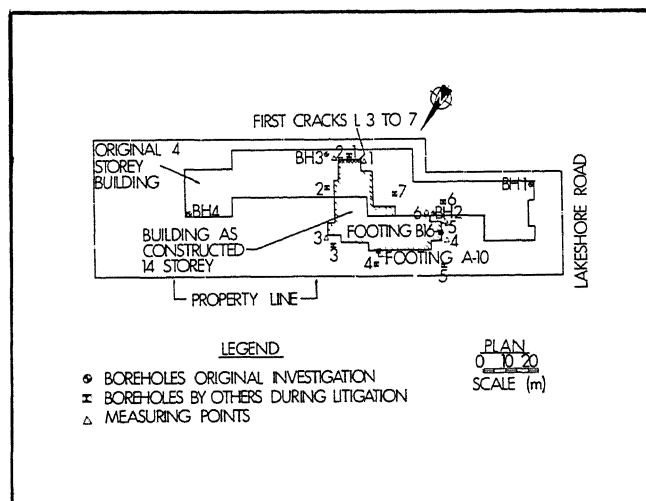 FIRST CRACKS L 3 TO 7
ORIGINAL 4
STOREY
BUILDING
BH3
2
1
1
BH1
2
7
6
BH4
6
BH2
5
BUILDING AS
CONSTRUCTED
14 STOREY
3
FOOTING B16
4
3
4
FOOTING A-10
5
PROPERTY LINE
LAKESHORE ROAD
LEGEND
BOREHOLES ORIGINAL INVESTIGATION
BOREHOLES BY OTHERS DURING LITIGATION
MEASURING POINTS
PLAN
0 10 20
SCALE (m)